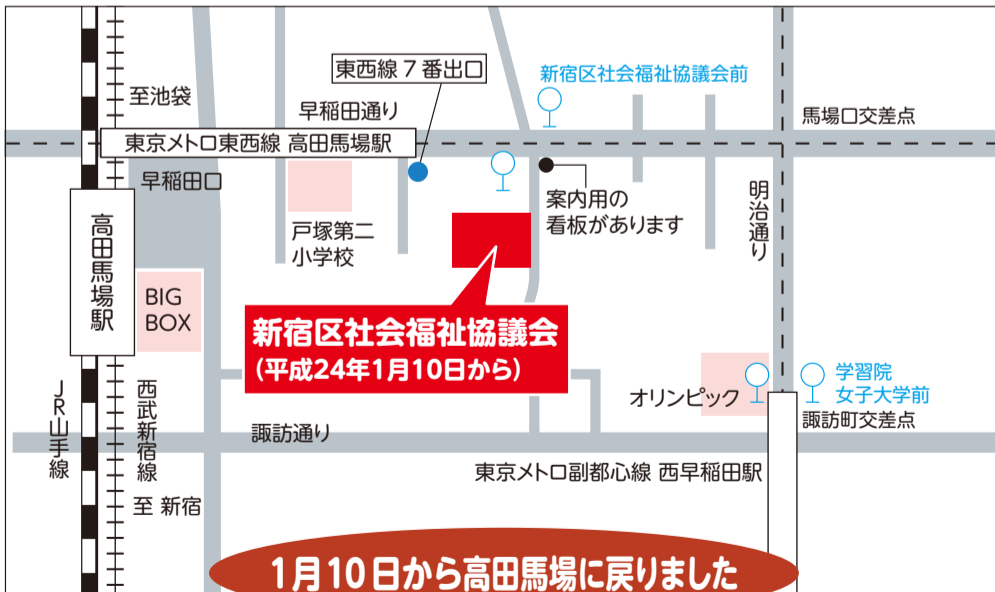 東西線７番出口
新宿区社会福祉協議会前
至池袋
早稲田通り
馬場口交差点
東京メトロ東西線 高田馬場駅
早稲田口
案内用の
看板があります
明治通り
戸塚第二
小学校
高田馬場駅
BIG
BOX
新宿区社会福祉協議会
(平成24年1月10日から)
学習院
女子大学前
オリンピック
JR山手線
西武新宿線
諏訪通り
諏訪町交差点
東京メトロ副都心線 西早稲田駅
至 新宿
1月10日から高田馬場に戻りました